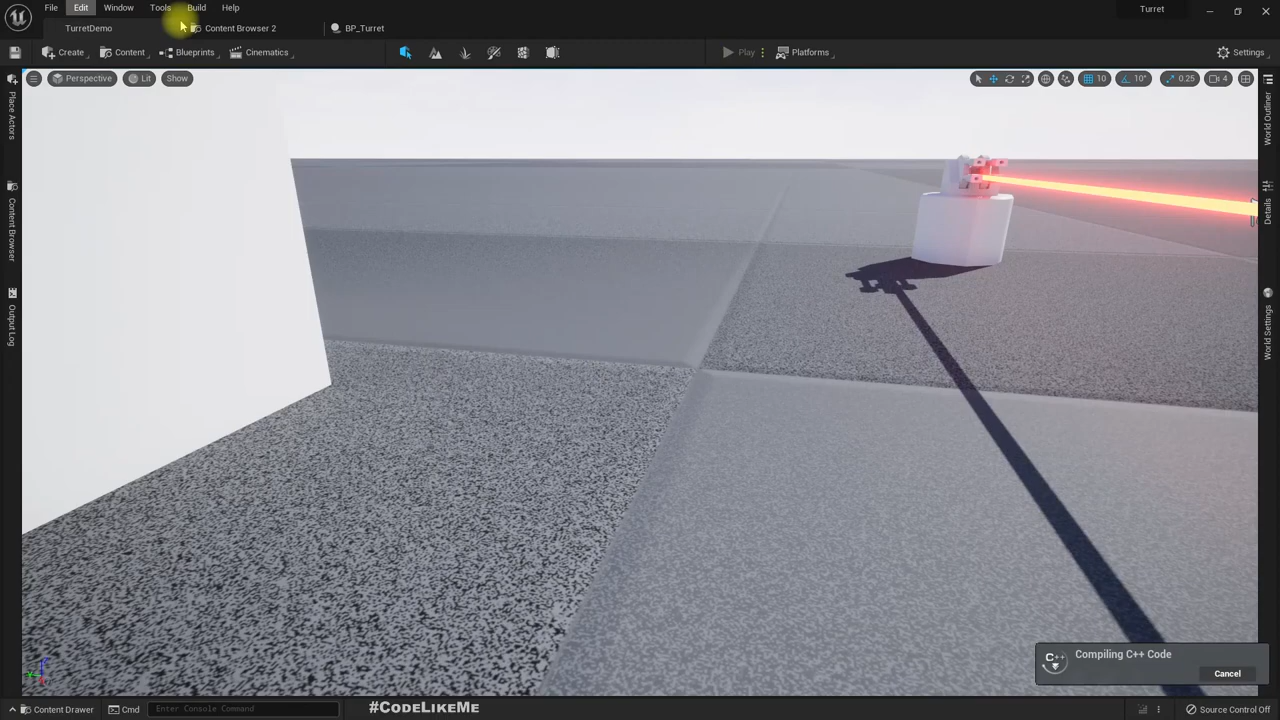 File Edit Window Tools Build Help
Turret
TurretDemo
Content Browser 2
BP_Turret
Create Content Blueprints Cinematics
Play Platforms
Settings
Perspective Lit Show
10 10° 0.25 4
Place Actors
Content Browser
Output Log
World Outliner
Details
World Settings
C++
Compiling C++ Code
Cancel
Content Drawer Cmd Enter Console Command
#CodeLikeMe
Source Control Off